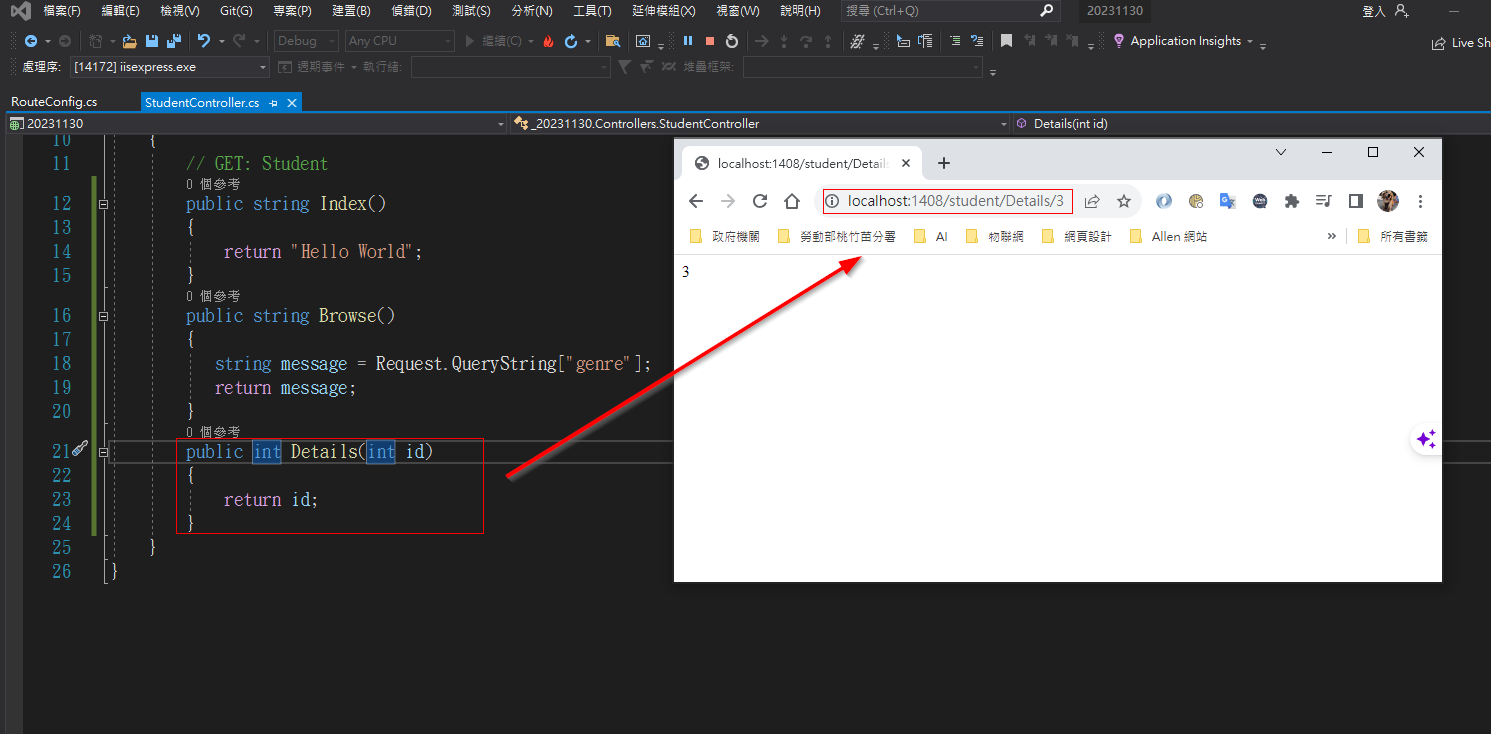 檔案(F) 編輯(E) 檢視(V) Git(G) 專案(P) 建置(B) 偵錯(D) 測試(S) 分析(N) 工具(T) 延伸模組(X) 視窗(W) 說明(H) 搜尋 (Ctrl+Q) 20231130 登入
Debug Any CPU 繼續(C) Application Insights Live Sh
處理序: [14172] iisexpress.exe 週期事件 執行緒: 堆疊框架:
RouteConfig.cs StudentController.cs
20231130 _20231130.Controllers.StudentController Details(int id)
10 {
11 // GET: Student
0 個參考
12 public string Index()
13 {
14 return "Hello World";
15 }
0 個參考
16 public string Browse()
17 {
18 string message = Request.QueryString["genre"];
19 return message;
20 }
0 個參考
21 public int Details(int id)
22 {
23 return id;
24 }
25 }
26 }
localhost:1408/student/Details
localhost:1408/student/Details/3
政府機關 勞動部桃竹苗分署 AI 物聯網 網頁設計 Allen 網站 » 所有書籤
3